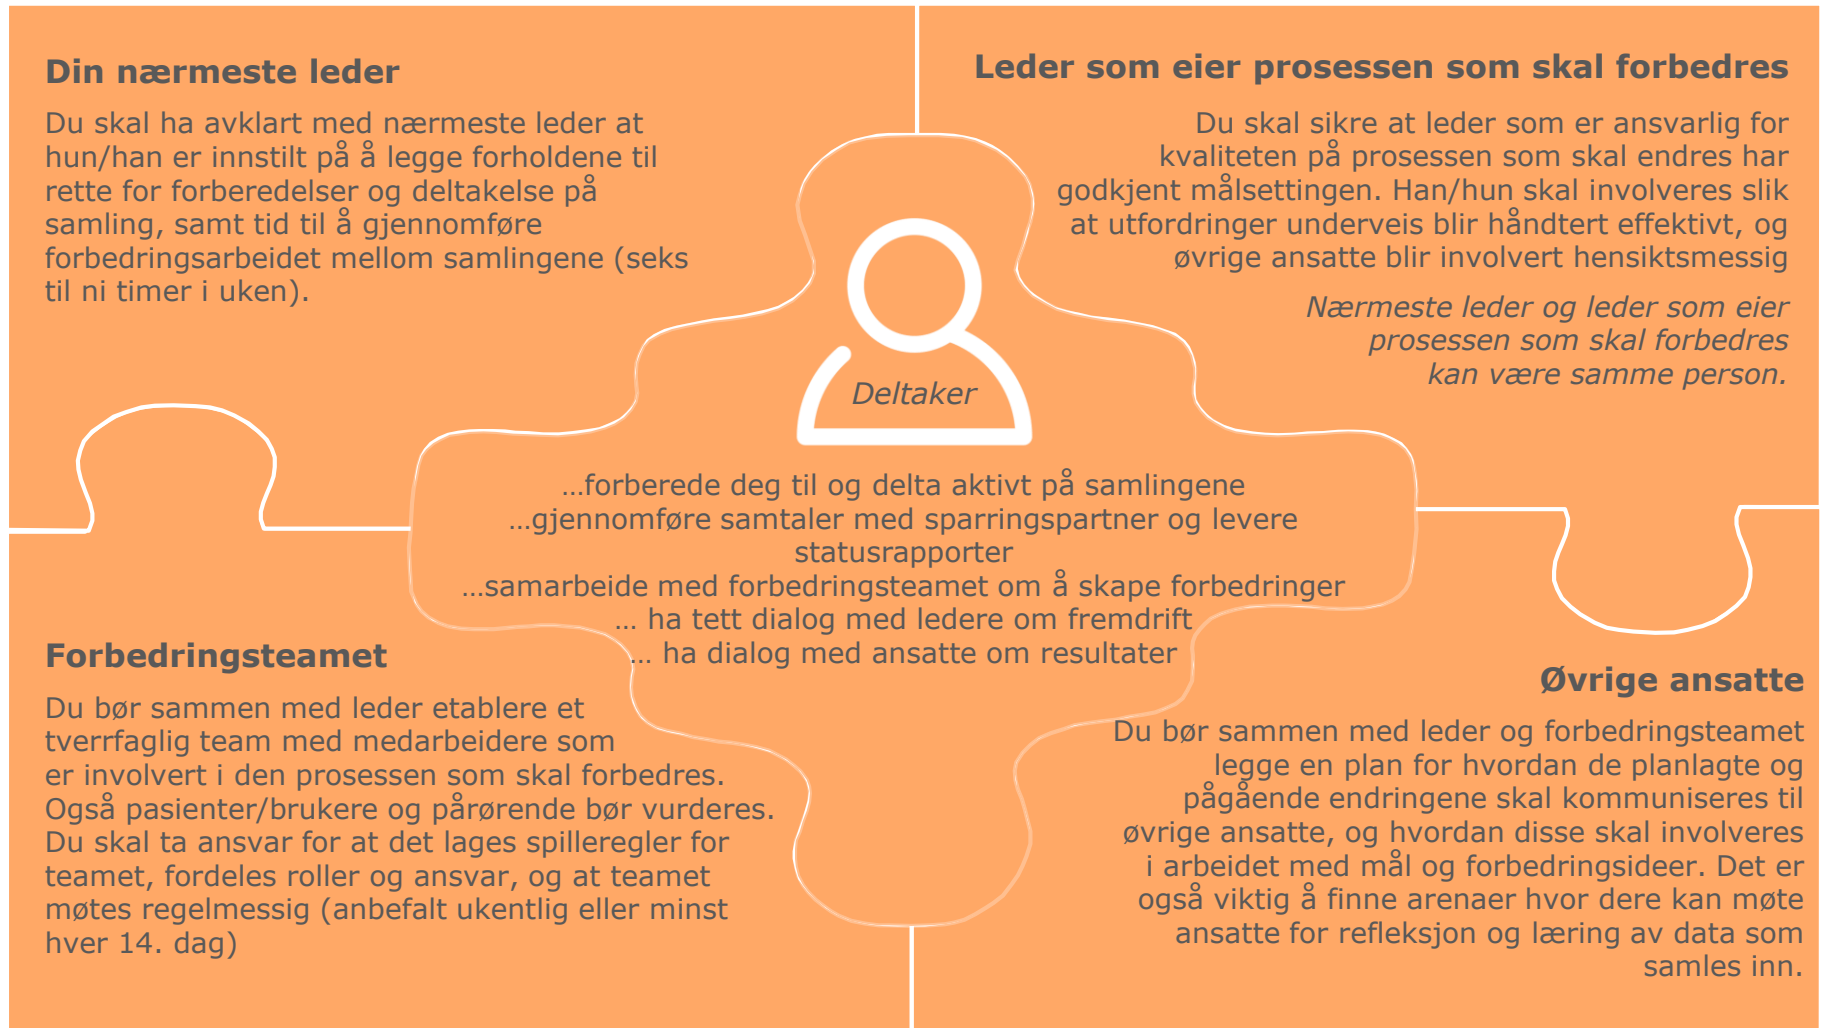 Din nærmeste leder
Du skal ha avklart med nærmeste leder at
hun/han er innstilt på å legge forholdene til
rette for forberedelser og deltakelse på
samling, samt tid til å gjennomføre
forbedringsarbeidet mellom samlingene (seks
til ni timer i uken).
Leder som eier prosessen som skal forbedres
Du skal sikre at leder som er ansvarlig for
kvaliteten på prosessen som skal endres har
godkjent målsettingen. Han/hun skal involveres slik
at utfordringer underveis blir håndtert effektivt, og
øvrige ansatte blir involvert hensiktsmessig
Nærmeste leder og leder som eier
prosessen som skal forbedres
kan være samme person.
Deltaker
…forberede deg til og delta aktivt på samlingene
…gjennomføre samtaler med sparringspartner og levere
statusrapporter
…samarbeide med forbedringsteamet om å skape forbedringer
… ha tett dialog med ledere om fremdrift
… ha dialog med ansatte om resultater
Forbedringsteamet
Du bør sammen med leder etablere et
tverrfaglig team med medarbeidere som
er involvert i den prosessen som skal forbedres.
Også pasienter/brukere og pårørende bør vurderes.
Du skal ta ansvar for at det lages spilleregler for
teamet, fordeles roller og ansvar, og at teamet
møtes regelmessig (anbefalt ukentlig eller minst
hver 14. dag)
Øvrige ansatte
Du bør sammen med leder og forbedringsteamet
legge en plan for hvordan de planlagte og
pågående endringene skal kommuniseres til
øvrige ansatte, og hvordan disse skal involveres
i arbeidet med mål og forbedringsideer. Det er
også viktig å finne arenaer hvor dere kan møte
ansatte for refleksjon og læring av data som
samles inn.